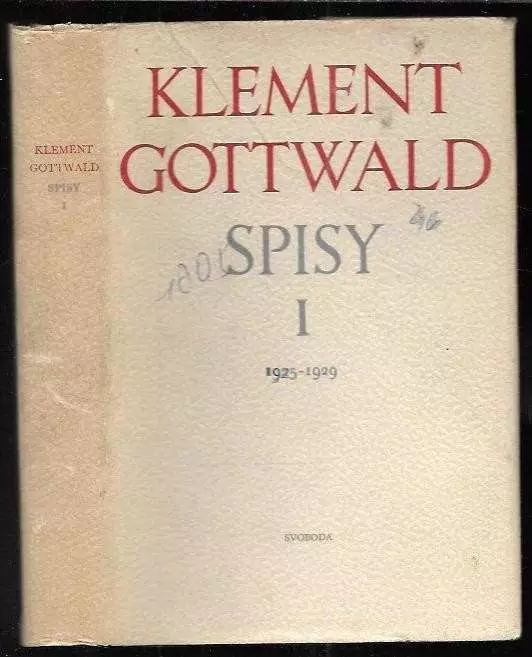 KLEMENT
GOTTWALD
SPISY
I
KLEMENT
GOTTWALD
SPISY
I
1925-1929
SVOBODA